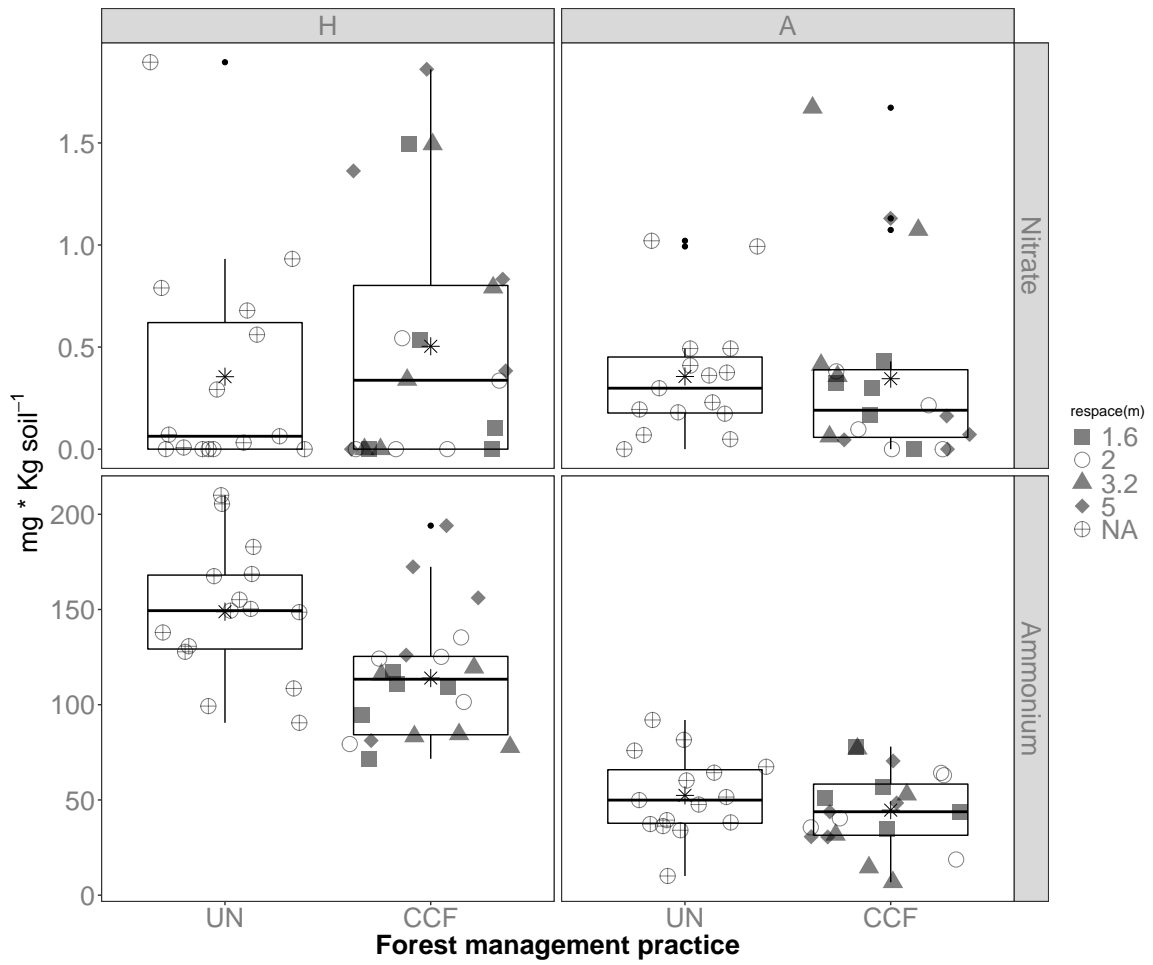 H
A
1.5
1.0
0.5
0.0
Nitrate
200
150
100
50
0
Ammonium
mg * Kg soil⁻¹
UN
CCF
UN
CCF
Forest management practice
respace(m)
1.6
2
3.2
5
NA